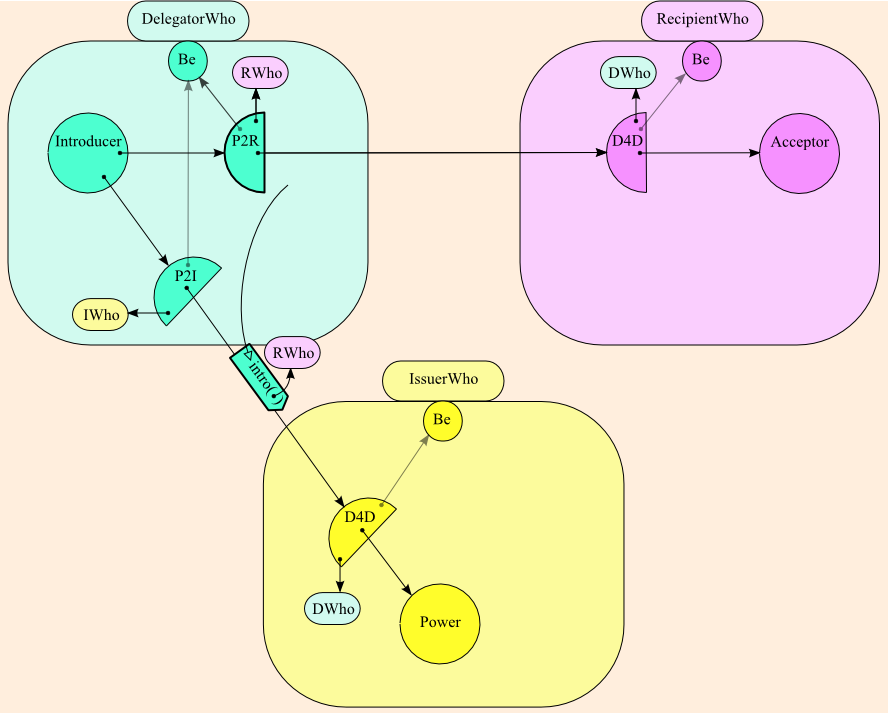 DelegatorWho
RecipientWho
Be
RWho
DWho
Be
Introducer
P2R
D4D
Acceptor
P2I
IWho
RWho
intro( )
IssuerWho
Be
D4D
DWho
Power